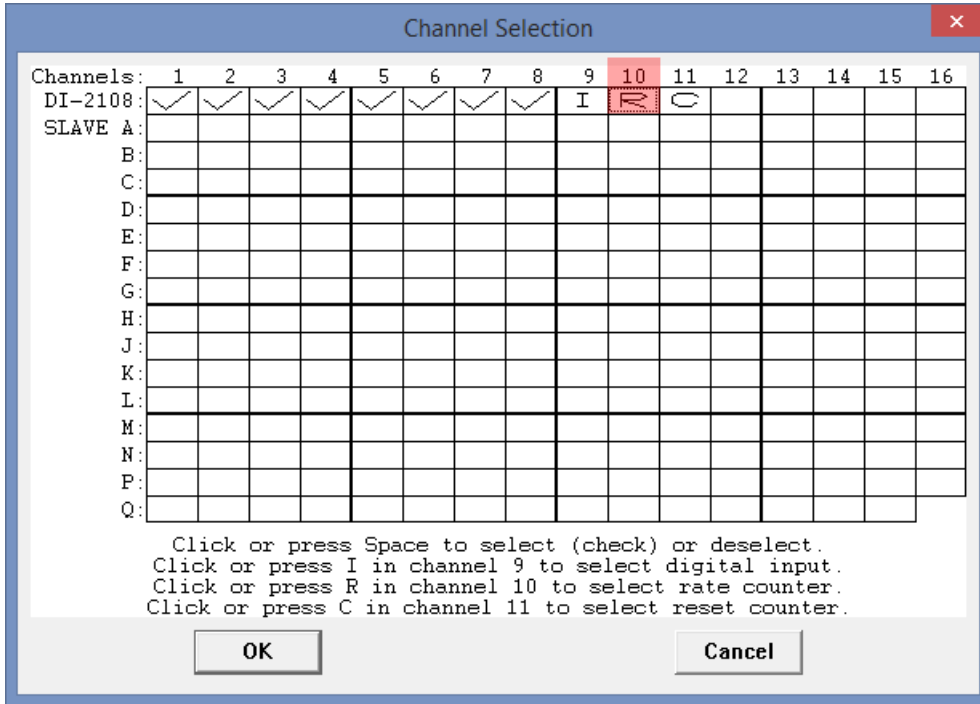 Channel Selection
Channels: 1 2 3 4 5 6 7 8 9 10 11 12 13 14 15 16
DI-2108: I R C
SLAVE A:
B:
C:
D:
E:
F:
G:
H:
J:
K:
L:
M:
N:
P:
Q:
Click or press Space to select (check) or deselect.
Click or press I in channel 9 to select digital input.
Click or press R in channel 10 to select rate counter.
Click or press C in channel 11 to select reset counter.
OK Cancel